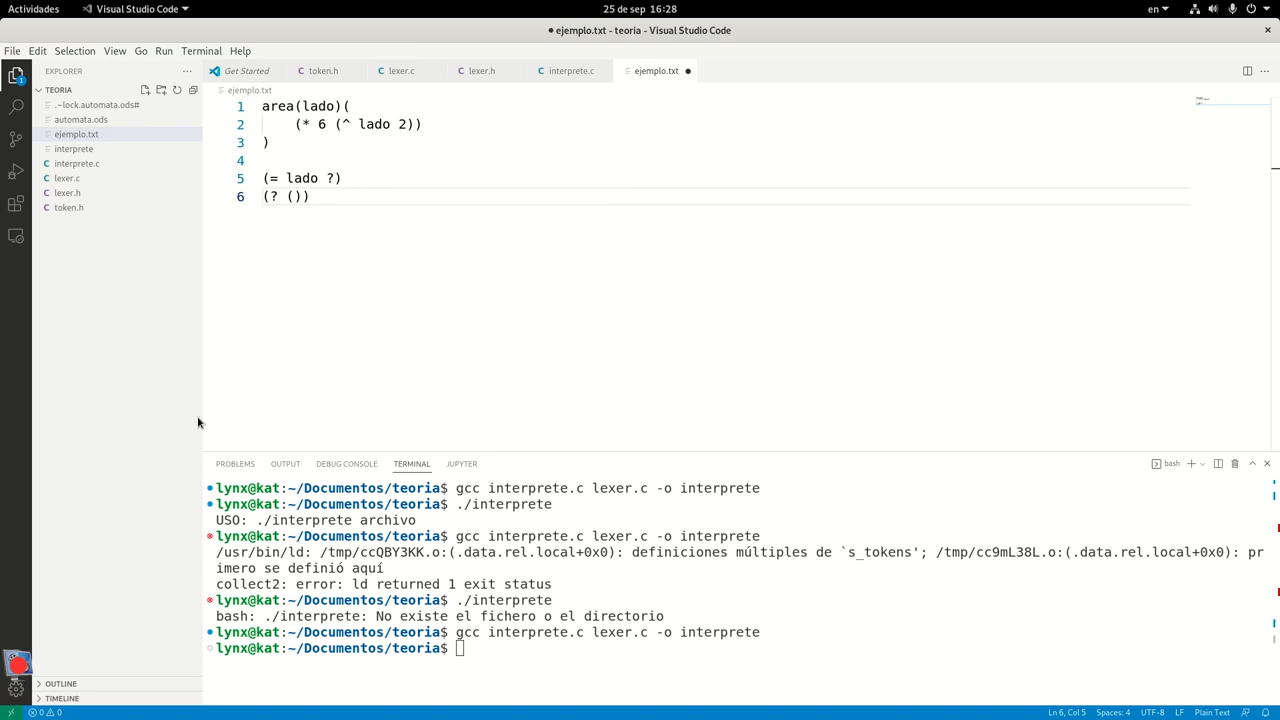 Actividades
Visual Studio Code
25 de sep 16:28
en
● ejemplo.txt - teoria - Visual Studio Code
File Edit Selection View Go Run Terminal Help
EXPLORER
TEORIA
.~lock.automata.ods#
automata.ods
ejemplo.txt
interprete
C interprete.c
C lexer.c
C lexer.h
C token.h
OUTLINE
TIMELINE
1
Get Started
C token.h
C lexer.c
C lexer.h
C interprete.c
ejemplo.txt
ejemplo.txt
1 area(lado)(
2     (* 6 (^ lado 2))
3 )
4
5 (= lado ?)
6 (? ())
PROBLEMS OUTPUT DEBUG CONSOLE TERMINAL JUPYTER
bash
lynx@kat:~/Documentos/teoria$ gcc interprete.c lexer.c -o interprete
lynx@kat:~/Documentos/teoria$ ./interprete
USO: ./interprete archivo
lynx@kat:~/Documentos/teoria$ gcc interprete.c lexer.c -o interprete
/usr/bin/ld: /tmp/ccQBY3KK.o:(.data.rel.local+0x0): definiciones múltiples de `s_tokens'; /tmp/cc9mL38L.o:(.data.rel.local+0x0): pr
imero se definió aquí
collect2: error: ld returned 1 exit status
lynx@kat:~/Documentos/teoria$ ./interprete
bash: ./interprete: No existe el fichero o el directorio
lynx@kat:~/Documentos/teoria$ gcc interprete.c lexer.c -o interprete
lynx@kat:~/Documentos/teoria$
0 0
Ln 6, Col 5 Spaces: 4 UTF-8 LF Plain Text